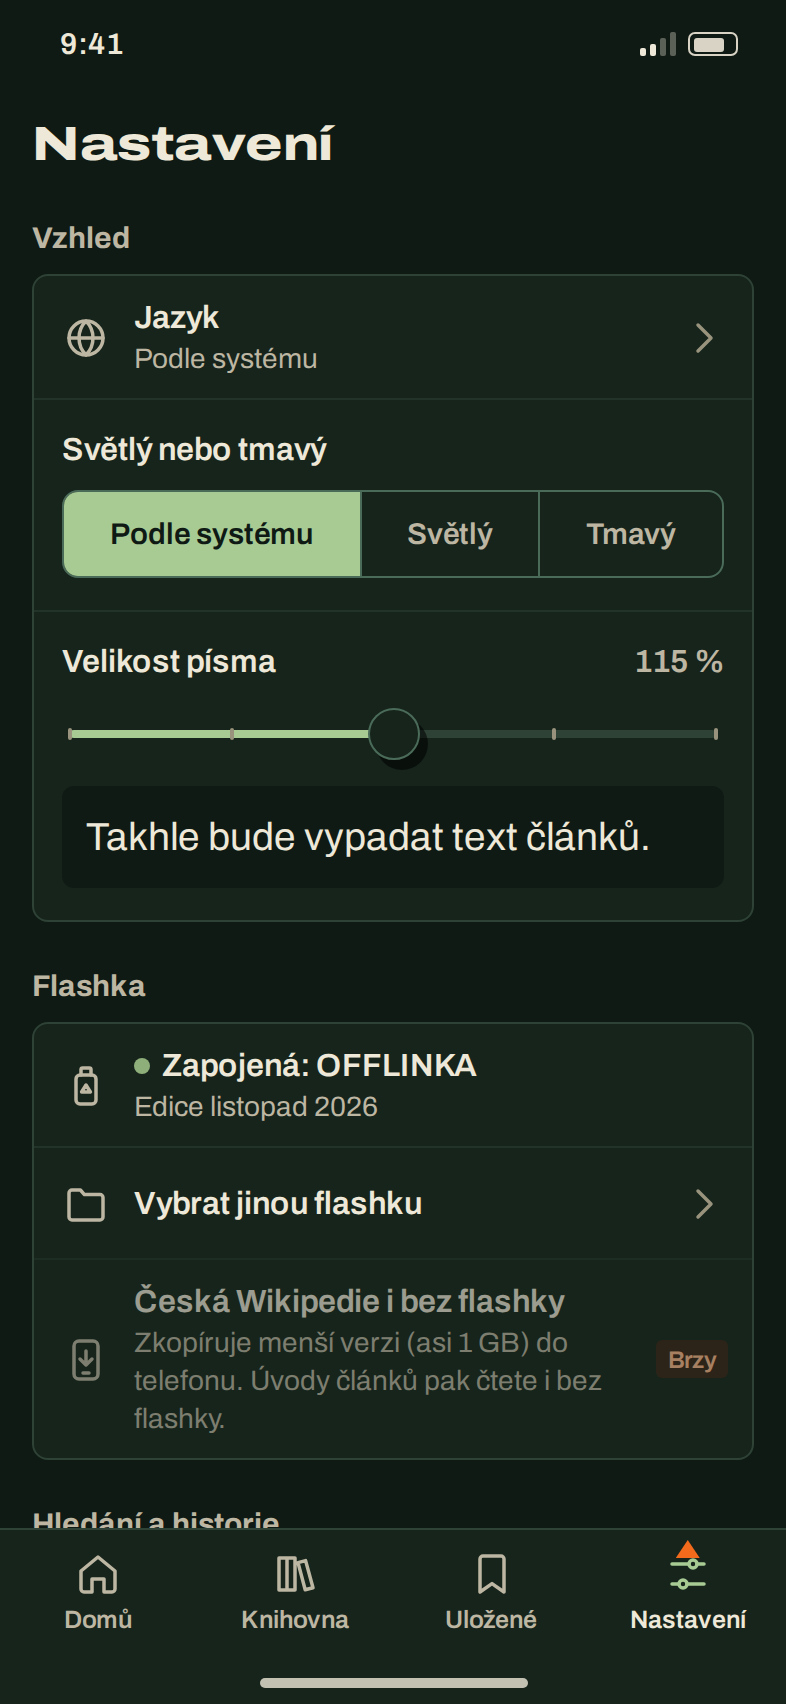 9:41
Nastavení
Vzhled
Jazyk
Podle systému
Světlý nebo tmavý
Podle systému
Světlý
Tmavý
Velikost písma
115 %
Takhle bude vypadat text článků.
Flashka
Zapojená: OFFLINKA
Edice listopad 2026
Vybrat jinou flashku
Česká Wikipedie i bez flashky
Zkopíruje menší verzi (asi 1 GB) do
telefonu. Úvody článků pak čtete i bez
flashky.
Brzy
Hledání a historie
Domů
Knihovna
Uložené
Nastavení